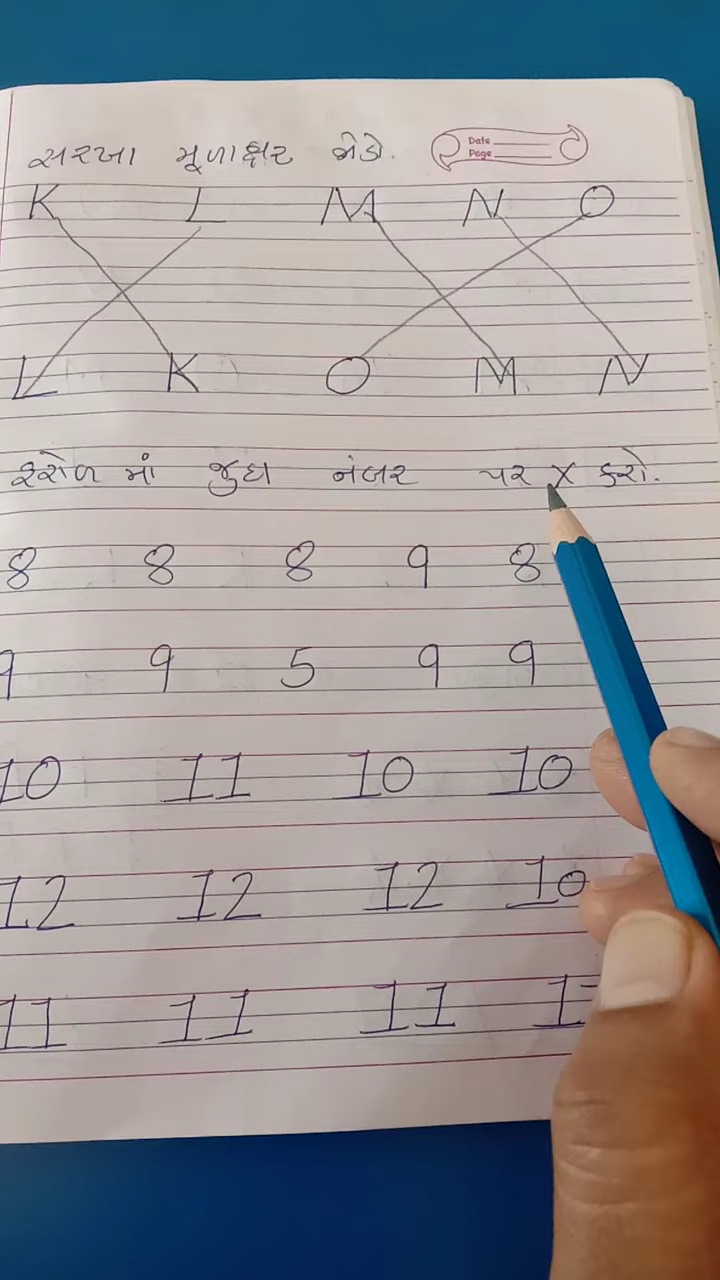 સરખા મૂળાક્ષર જોડો.
Date
Page
K L M N O
L K O M N
હરોળ માં જુદા નંબર પર X કરો.
8 8 8 9 8
9 9 5 9 9
10 11 10 10
12 12 12 10
11 11 11